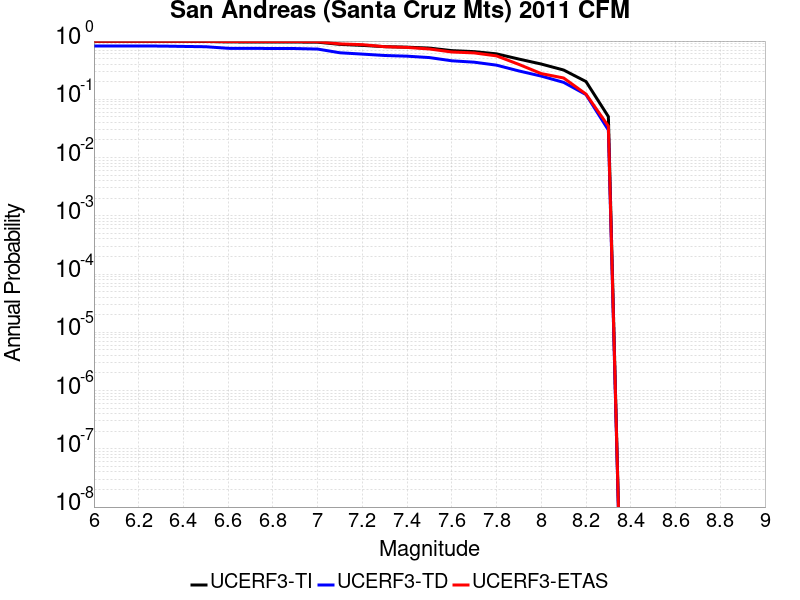 San Andreas (Santa Cruz Mts) 2011 CFM
Annual Probability
10^0
10^-1
10^-2
10^-3
10^-4
10^-5
10^-6
10^-7
10^-8
6 6.2 6.4 6.6 6.8 7 7.2 7.4 7.6 7.8 8 8.2 8.4 8.6 8.8 9
Magnitude
UCERF3-TI UCERF3-TD UCERF3-ETAS